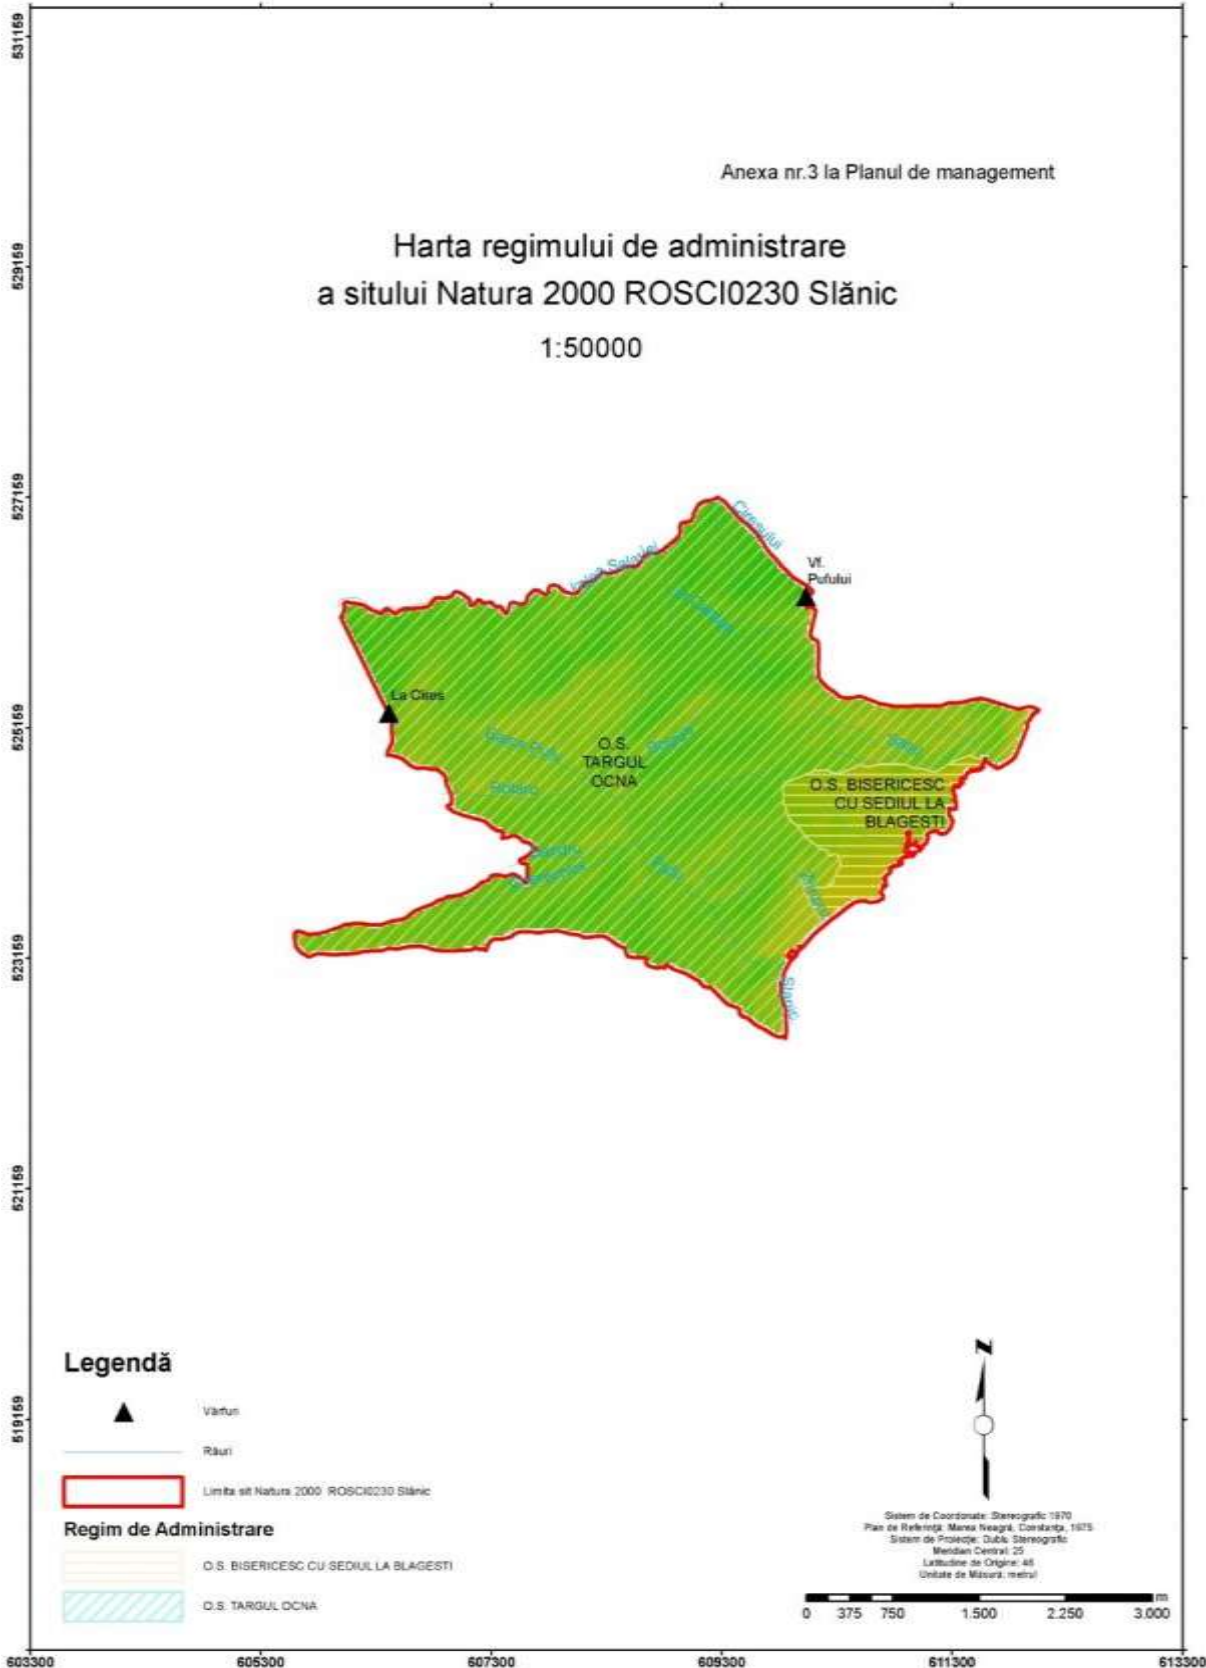 531159
529159
527159
525159
523159
521159
519159
Anexa nr.3 la Planul de management
Harta regimului de administrare
a sitului Natura 2000 ROSCI0230 Slănic
1:50000
Cireșului
Vf.
Pufului
La Cires
O.S.
TARGUL
OCNA
O.S. BISERICESC
CU SEDIUL LA
BLAGESTI
Slanic
Legendă
Vârfuri
Râuri
Limita sit Natura 2000 ROSCI0230 Slănic
Regim de Administrare
O.S. BISERICESC CU SEDIUL LA BLAGESTI
O.S. TARGUL OCNA
N
Sistem de Coordonate: Stereografic 1970
Plan de Referință: Marea Neagră, Constanța, 1975
Sistem de Proiecție: Dublu Stereografic
Meridian Central: 25
Latitudine de Origine: 46
Unitate de Măsură: metrul
m
0 375 750 1.500 2.250 3.000
603300 605300 607300 609300 611300 613300